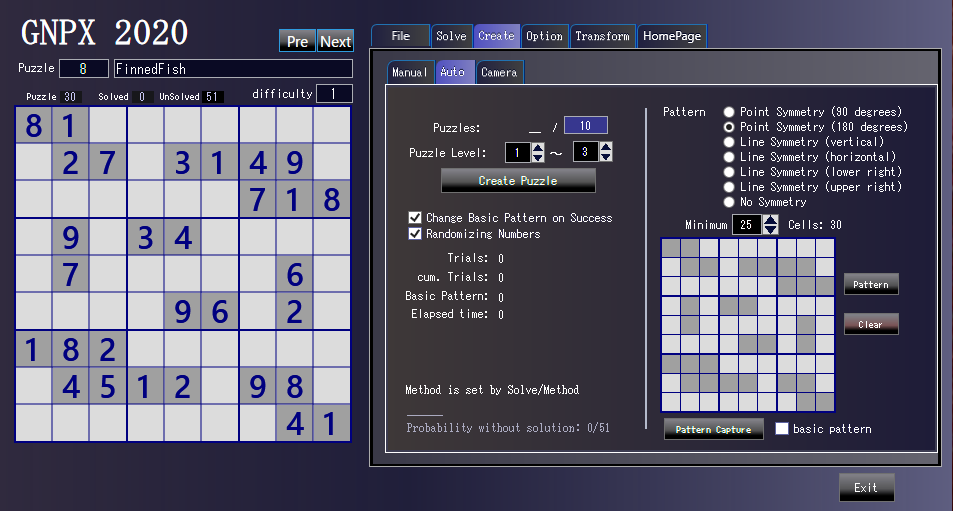 GNPX 2020
Pre Next
Puzzle 8 FinnedFish
Puzzle 30 Solved 0 UnSolved 51 difficulty 1
8 1
2 7 3 1 4 9
7 1 8
9 3 4
7 6
9 6 2
1 8 2
4 5 1 2 9 8
4 1
File Solve Create Option Transform HomePage
Manual Auto Camera
Puzzles: __ / 10
Puzzle Level: 1 ～ 3
Create Puzzle
Change Basic Pattern on Success
Randomizing Numbers
Trials: 0
cum. Trials: 0
Basic Pattern: 0
Elapsed time: 0
Method is set by Solve/Method
Probability without solution: 0/51
Pattern
Point Symmetry (90 degrees)
Point Symmetry (180 degrees)
Line Symmetry (vertical)
Line Symmetry (horizontal)
Line Symmetry (lower right)
Line Symmetry (upper right)
No Symmetry
Minimum 25 Cells: 30
Pattern
Clear
Pattern Capture basic pattern
Exit